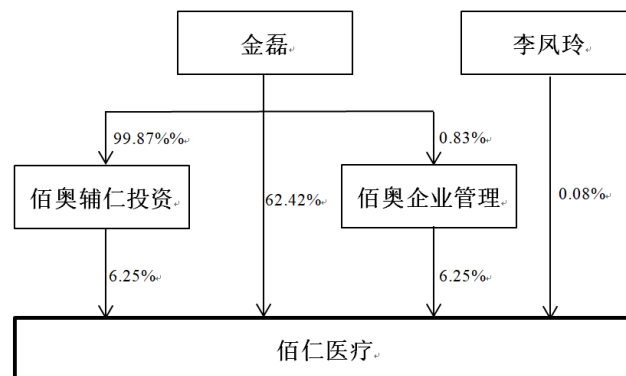 金磊
李凤玲
99.87%%
0.83%
佰奥辅仁投资
62.42%
佰奥企业管理
0.08%
6.25%
6.25%
佰仁医疗